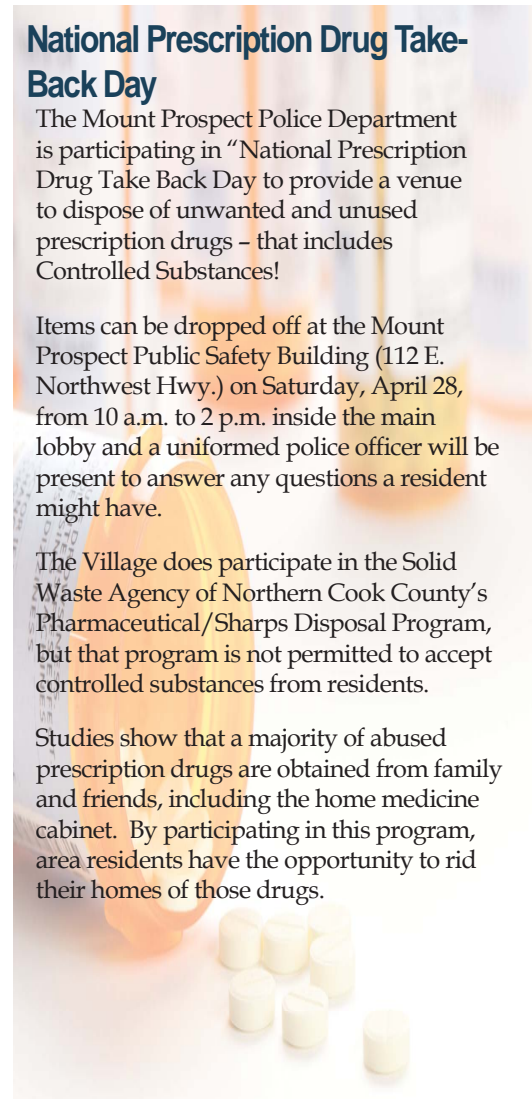 National Prescription Drug Take-
Back Day
The Mount Prospect Police Department
is participating in “National Prescription
Drug Take Back Day to provide a venue
to dispose of unwanted and unused
prescription drugs – that includes
Controlled Substances!
Items can be dropped off at the Mount
Prospect Public Safety Building (112 E.
Northwest Hwy.) on Saturday, April 28,
from 10 a.m. to 2 p.m. inside the main
lobby and a uniformed police officer will be
present to answer any questions a resident
might have.
The Village does participate in the Solid
Waste Agency of Northern Cook County’s
Pharmaceutical/Sharps Disposal Program,
but that program is not permitted to accept
controlled substances from residents.
Studies show that a majority of abused
prescription drugs are obtained from family
and friends, including the home medicine
cabinet.  By participating in this program,
area residents have the opportunity to rid
their homes of those drugs.